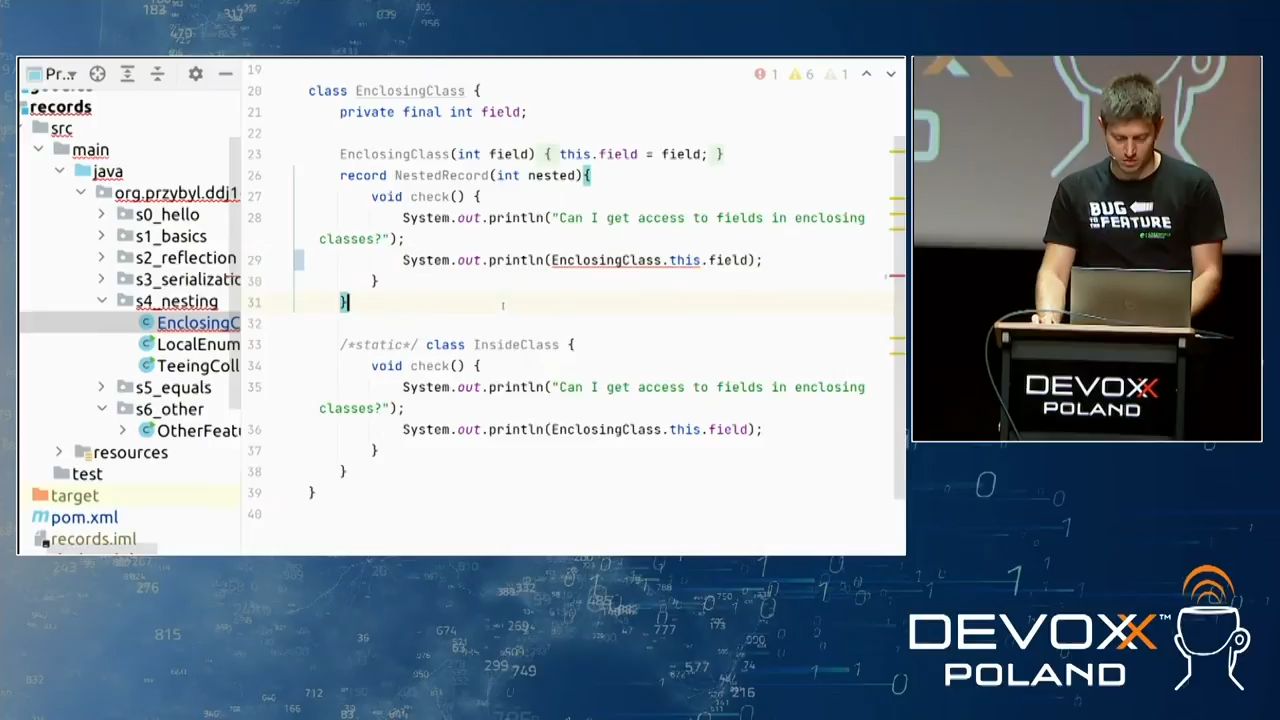 Pr..
records
src
main
java
org.przybyl.ddj1
s0_hello
s1_basics
s2_reflection
s3_serializatio
s4_nesting
EnclosingC
LocalEnum
TeeingColl
s5_equals
s6_other
OtherFeatu
resources
test
target
pom.xml
records.iml
1 6 1
19
20 class EnclosingClass {
21 private final int field;
22
23 EnclosingClass(int field) { this.field = field; }
26 record NestedRecord(int nested){
27 void check() {
28 System.out.println("Can I get access to fields in enclosing
classes?");
29 System.out.println(EnclosingClass.this.field);
30 }
31 }
32
33 /*static*/ class InsideClass {
34 void check() {
35 System.out.println("Can I get access to fields in enclosing
classes?");
36 System.out.println(EnclosingClass.this.field);
37 }
38 }
39 }
40
BUG
TO THE
FEATURE
DEVOXX
POLAND
DEVOXX™
POLAND